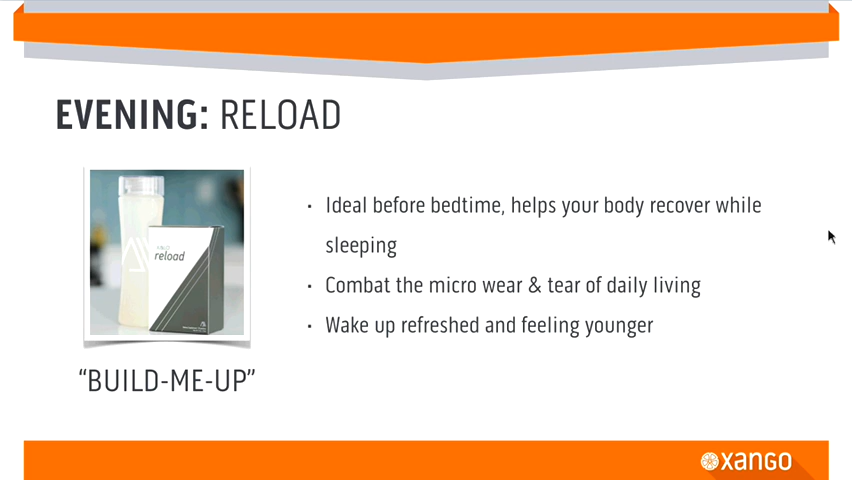 EVENING: RELOAD
reload
• Ideal before bedtime, helps your body recover while
sleeping
• Combat the micro wear & tear of daily living
• Wake up refreshed and feeling younger
“BUILD-ME-UP”
xango